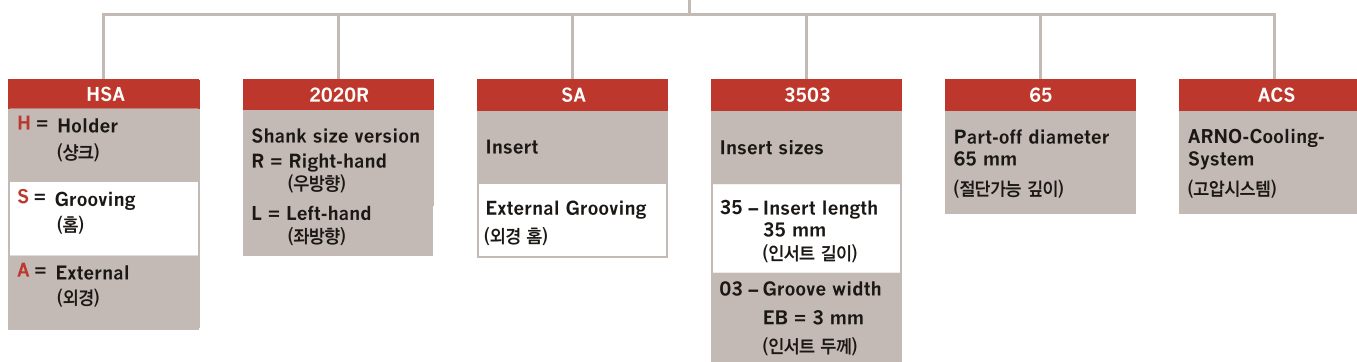 HSA
H = Holder
(샹크)
S = Grooving
(홈)
A = External
(외경)
2020R
Shank size version
R = Right-hand
(우방향)
L = Left-hand
(좌방향)
SA
Insert
External Grooving
(외경 홈)
3503
Insert sizes
35 – Insert length
35 mm
(인서트 길이)
03 – Groove width
EB = 3 mm
(인서트 두께)
65
Part-off diameter
65 mm
(절단가능 깊이)
ACS
ARNO-Cooling-
System
(고압시스템)